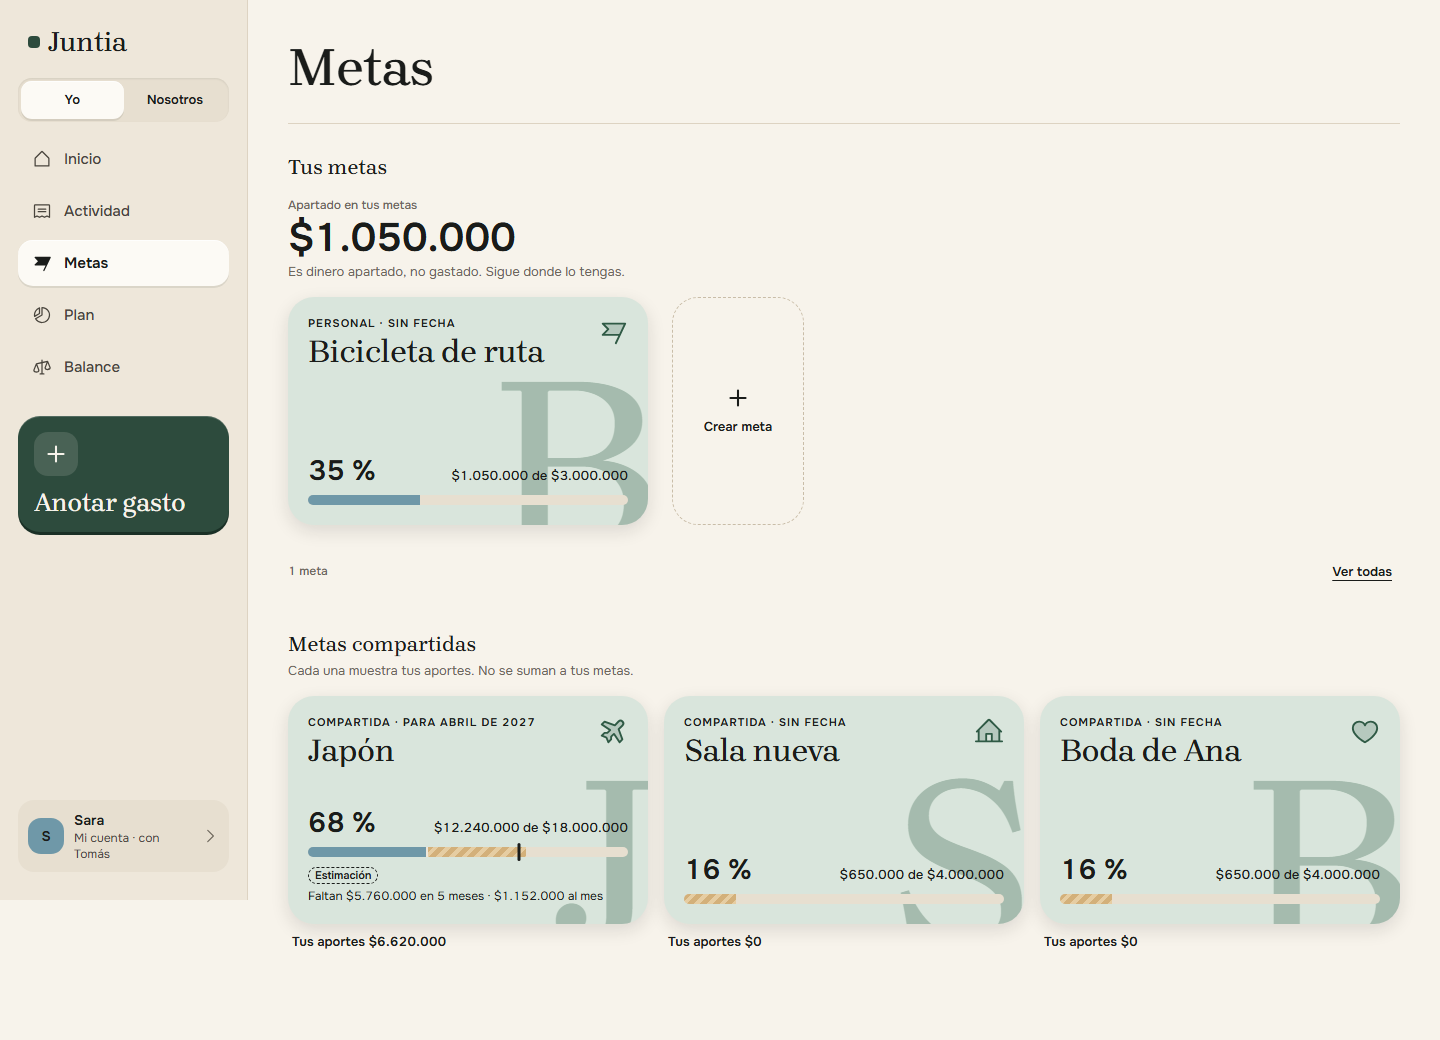 Juntia
Yo
Nosotros
Inicio
Actividad
Metas
Plan
Balance
Anotar gasto
S
Sara
Mi cuenta · con
Tomás
Metas
Tus metas
Apartado en tus metas
$1.050.000
Es dinero apartado, no gastado. Sigue donde lo tengas.
PERSONAL · SIN FECHA
Bicicleta de ruta
B
35 %
$1.050.000 de $3.000.000
Crear meta
1 meta
Ver todas
Metas compartidas
Cada una muestra tus aportes. No se suman a tus metas.
COMPARTIDA · PARA ABRIL DE 2027
Japón
J
68 %
$12.240.000 de $18.000.000
Estimación
Faltan $5.760.000 en 5 meses · $1.152.000 al mes
Tus aportes $6.620.000
COMPARTIDA · SIN FECHA
Sala nueva
S
16 %
$650.000 de $4.000.000
Tus aportes $0
COMPARTIDA · SIN FECHA
Boda de Ana
B
16 %
$650.000 de $4.000.000
Tus aportes $0